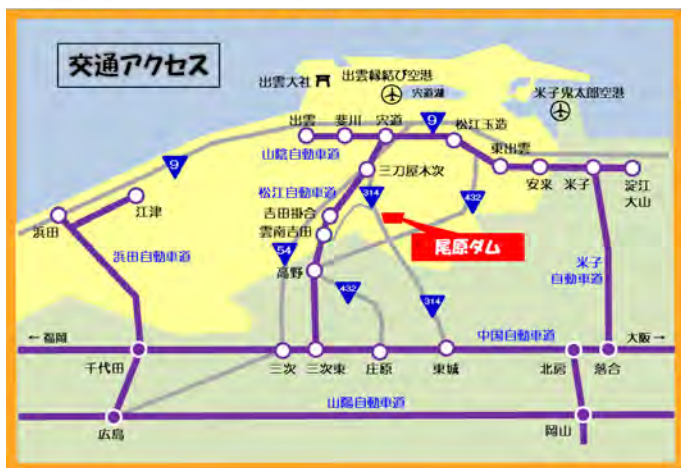 交通アクセス
出雲大社
出雲縁結び空港
宍道湖
米子鬼太郎空港
出雲
斐川
宍道
9
松江玉造
東出雲
山陰自動車道
9
三刀屋木次
安来
米子
淀江
大山
松江自動車道
314
432
江津
吉田掛合
浜田
雲南吉田
尾原ダム
浜田自動車道
54
高野
米子
自動車道
432
314
←福岡
中国自動車道
大阪→
千代田
三次
三次東
庄原
東城
北房
落合
山陽自動車道
広島
岡山